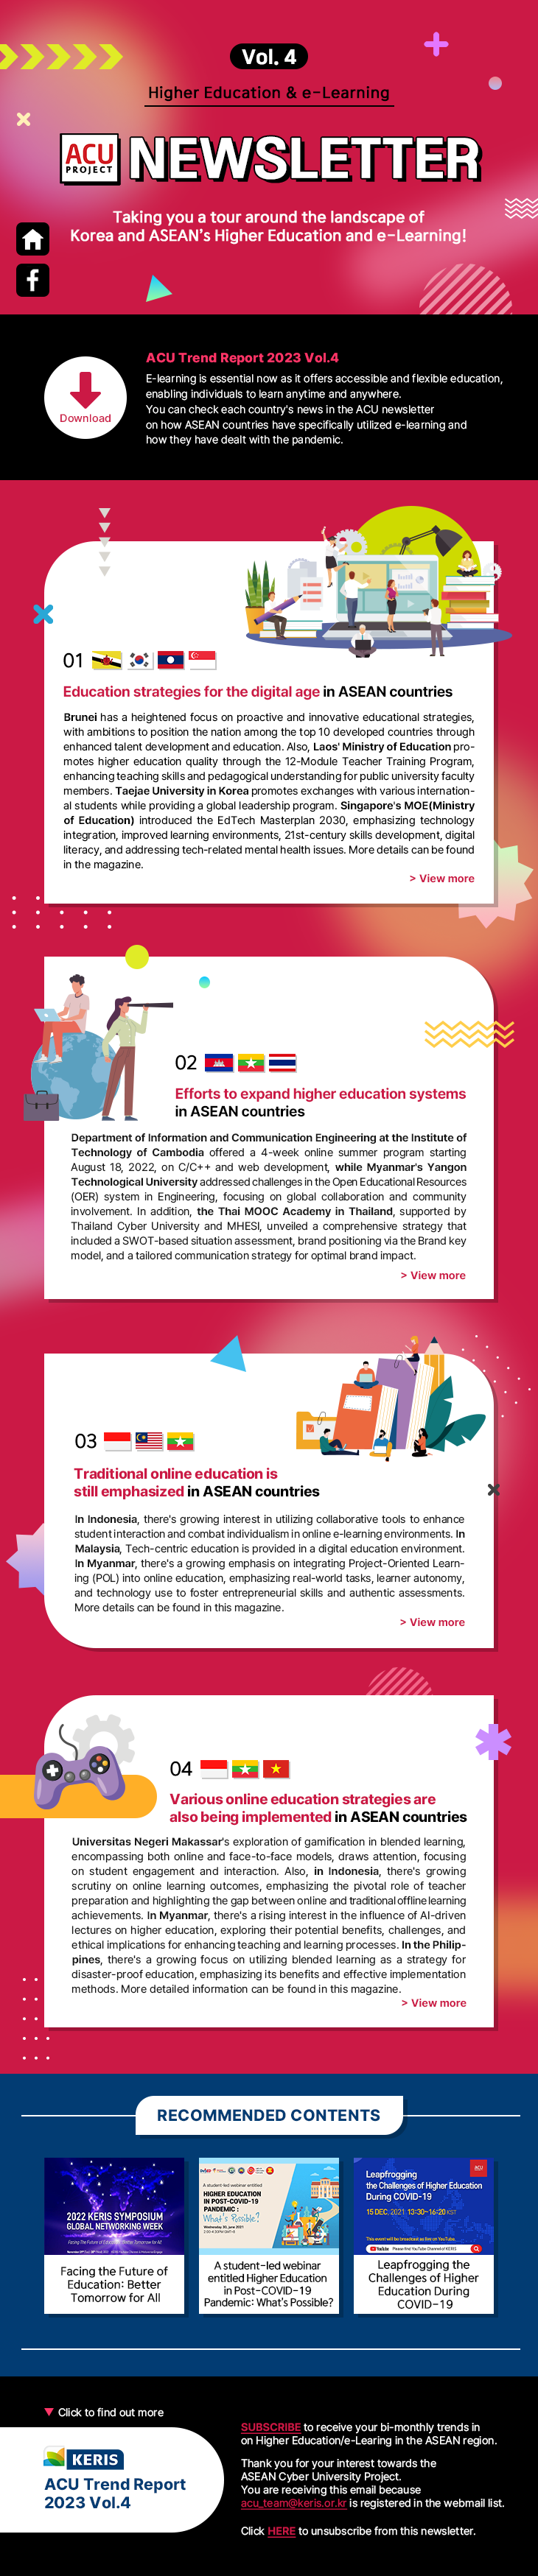 Vol. 4
Higher Education & e-Learning
ACU
PROJECT
NEWSLETTER
Taking you a tour around the landscape of
Korea and ASEAN's Higher Education and e-Learning!
Download
ACU Trend Report 2023 Vol.4
E-learning is essential now as it offers accessible and flexible education,
enabling individuals to learn anytime and anywhere.
You can check each country's news in the ACU newsletter
on how ASEAN countries have specifically utilized e-learning and
how they have dealt with the pandemic.
01
Education strategies for the digital age in ASEAN countries
Brunei has a heightened focus on proactive and innovative educational strategies,
with ambitions to position the nation among the top 10 developed countries through
enhanced talent development and education. Also, Laos' Ministry of Education pro-
motes higher education quality through the 12-Module Teacher Training Program,
enhancing teaching skills and pedagogical understanding for public university faculty
members. Taejae University in Korea promotes exchanges with various internation-
al students while providing a global leadership program. Singapore's MOE(Ministry
of Education) introduced the EdTech Masterplan 2030, emphasizing technology
integration, improved learning environments, 21st-century skills development, digital
literacy, and addressing tech-related mental health issues. More details can be found
in the magazine.
> View more
02
Efforts to expand higher education systems
in ASEAN countries
Department of Information and Communication Engineering at the Institute of
Technology of Cambodia offered a 4-week online summer program starting
August 18, 2022, on C/C++ and web development, while Myanmar's Yangon
Technological University addressed challenges in the Open Educational Resources
(OER) system in Engineering, focusing on global collaboration and community
involvement. In addition, the Thai MOOC Academy in Thailand, supported by
Thailand Cyber University and MHESI, unveiled a comprehensive strategy that
included a SWOT-based situation assessment, brand positioning via the Brand key
model, and a tailored communication strategy for optimal brand impact.
> View more
03
Traditional online education is
still emphasized in ASEAN countries
In Indonesia, there's growing interest in utilizing collaborative tools to enhance
student interaction and combat individualism in online e-learning environments. In
Malaysia, Tech-centric education is provided in a digital education environment.
In Myanmar, there's a growing emphasis on integrating Project-Oriented Learn-
ing (POL) into online education, emphasizing real-world tasks, learner autonomy,
and technology use to foster entrepreneurial skills and authentic assessments.
More details can be found in this magazine.
> View more
04
Various online education strategies are
also being implemented in ASEAN countries
Universitas Negeri Makassar's exploration of gamification in blended learning,
encompassing both online and face-to-face models, draws attention, focusing
on student engagement and interaction. Also, in Indonesia, there's growing
scrutiny on online learning outcomes, emphasizing the pivotal role of teacher
preparation and highlighting the gap between online and traditional offline learning
achievements. In Myanmar, there's a rising interest in the influence of AI-driven
lectures on higher education, exploring their potential benefits, challenges, and
ethical implications for enhancing teaching and learning processes. In the Philip-
pines, there's a growing focus on utilizing blended learning as a strategy for
disaster-proof education, emphasizing its benefits and effective implementation
methods. More detailed information can be found in this magazine.
> View more
RECOMMENDED CONTENTS
2022 KERIS SYMPOSIUM
GLOBAL NETWORKING WEEK
Facing the Future of
Education: Better
Tomorrow for All
A student-led webinar entitled
HIGHER EDUCATION
IN POST-COVID-19
PANDEMIC :
What's Possible?
A student-led webinar
entitled Higher Education
in Post-COVID-19
Pandemic: What's Possible?
ACU
Leapfrogging
the Challenges of Higher Education
During COVID-19
15 DEC. 2021 13:30~16:20 KST
This event will be broadcast as Ber on YouTube.
Leapfrogging the
Challenges of Higher
Education During
COVID-19
Click to find out more
KERIS
ACU Trend Report
2023 Vol.4
SUBSCRIBE to receive your bi-monthly trends in
on Higher Education/e-Learing in the ASEAN region.
Thank you for your interest towards the
ASEAN Cyber University Project.
You are receiving this email because
acu_team@keris.or.kr is registered in the webmail list.
Click HERE to unsubscribe from this newsletter.